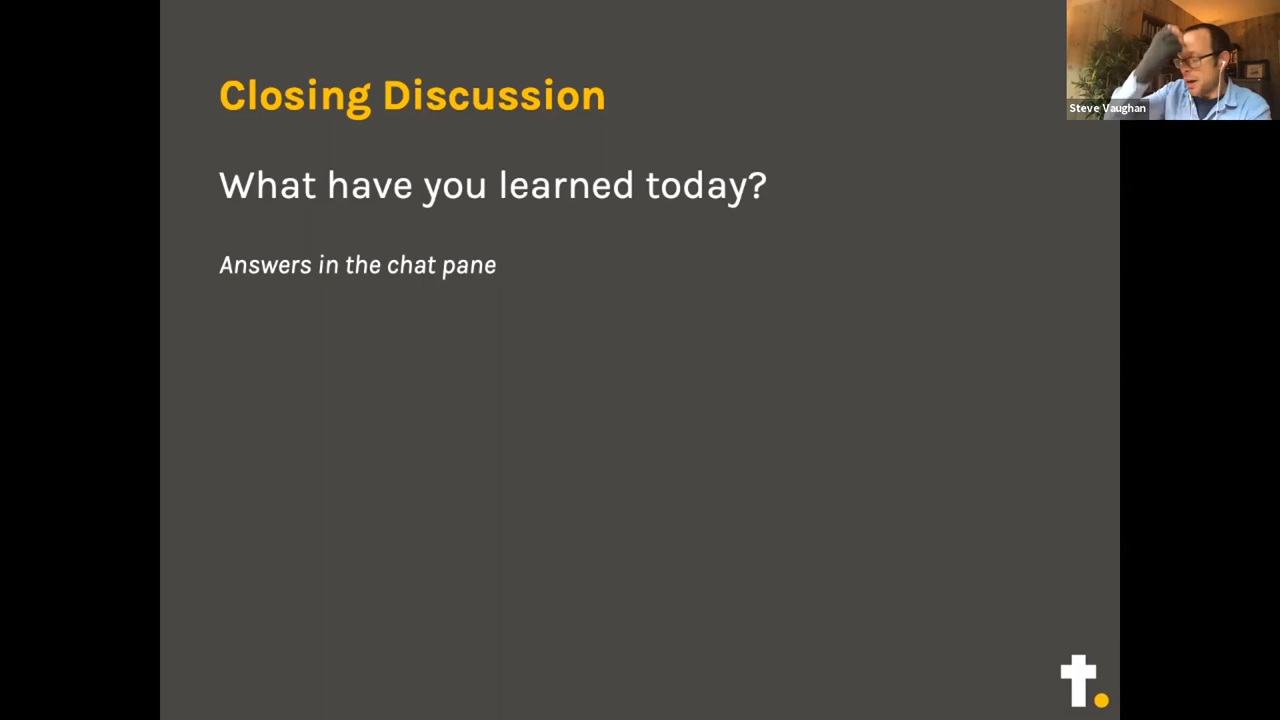 Closing Discussion
What have you learned today?
Answers in the chat pane
Steve Vaughan
t.